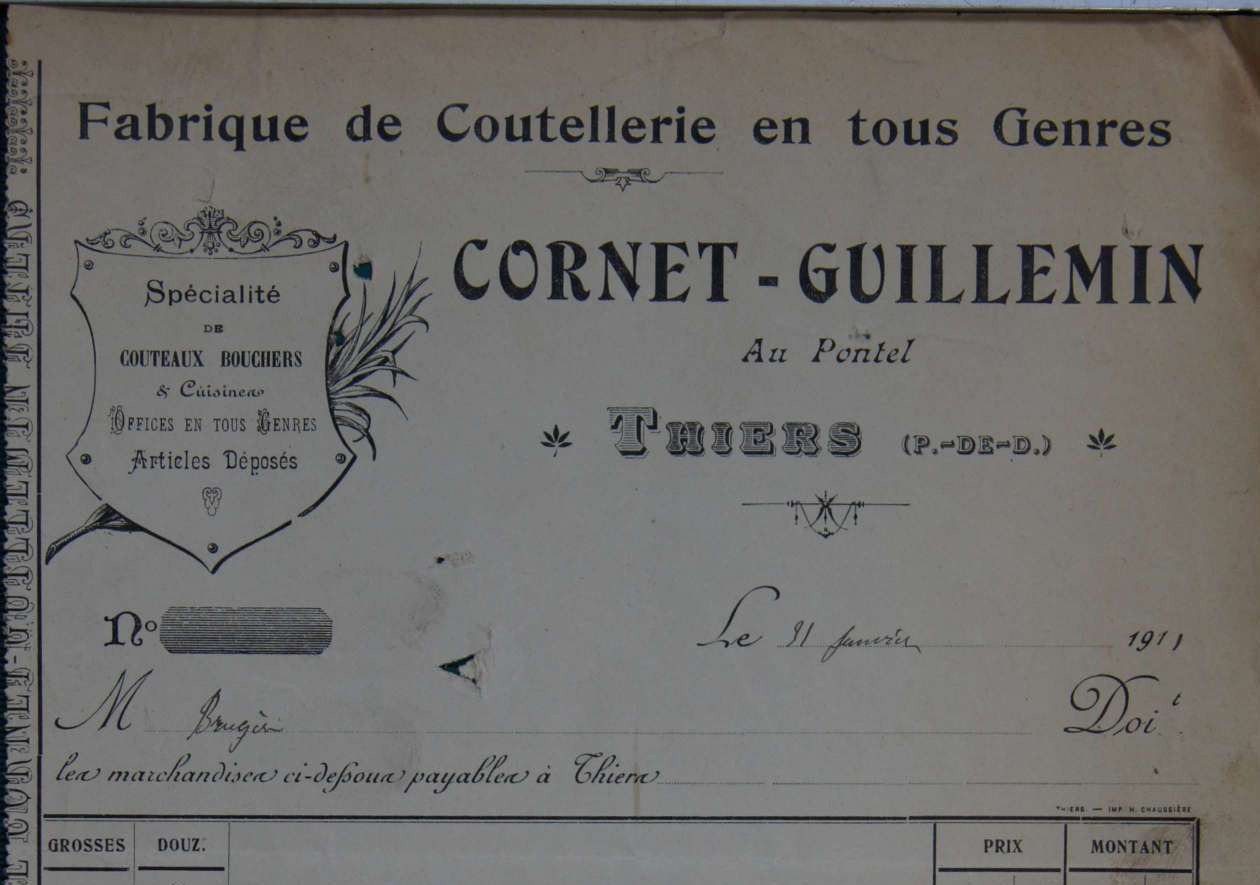 Fabrique de Coutellerie en tous Genres
CORNET - GUILLEMIN
Au Pontel
THIERS (P.-DE-D.)
Spécialité
DE
COUTEAUX BOUCHERS
& Cuisines
OFFICES EN TOUS GENRES
Articles Déposés
No
Le 31 Janvier 1911
M Brugère Doit
les marchandises ci-dessous payables à Thiers
THIERS. — IMP. H. CHAUSSIÈRE
GROSSES DOUZ. PRIX MONTANT